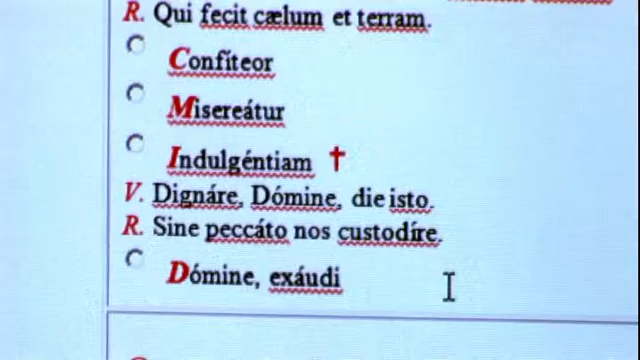 R. Qui fecit cælum et terram.
Confíteor
Misereátur
Indulgéntiam †
V. Dignáre, Dómine, die isto.
R. Sine peccáto nos custodíre.
Dómine, exáudi